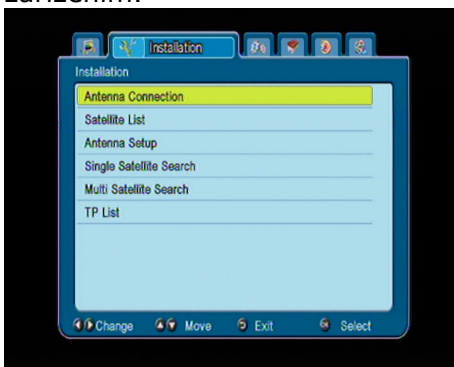 Installation
Installation
Antenna Connection
Satellite List
Antenna Setup
Single Satellite Search
Multi Satellite Search
TP List
Change Move Exit Select